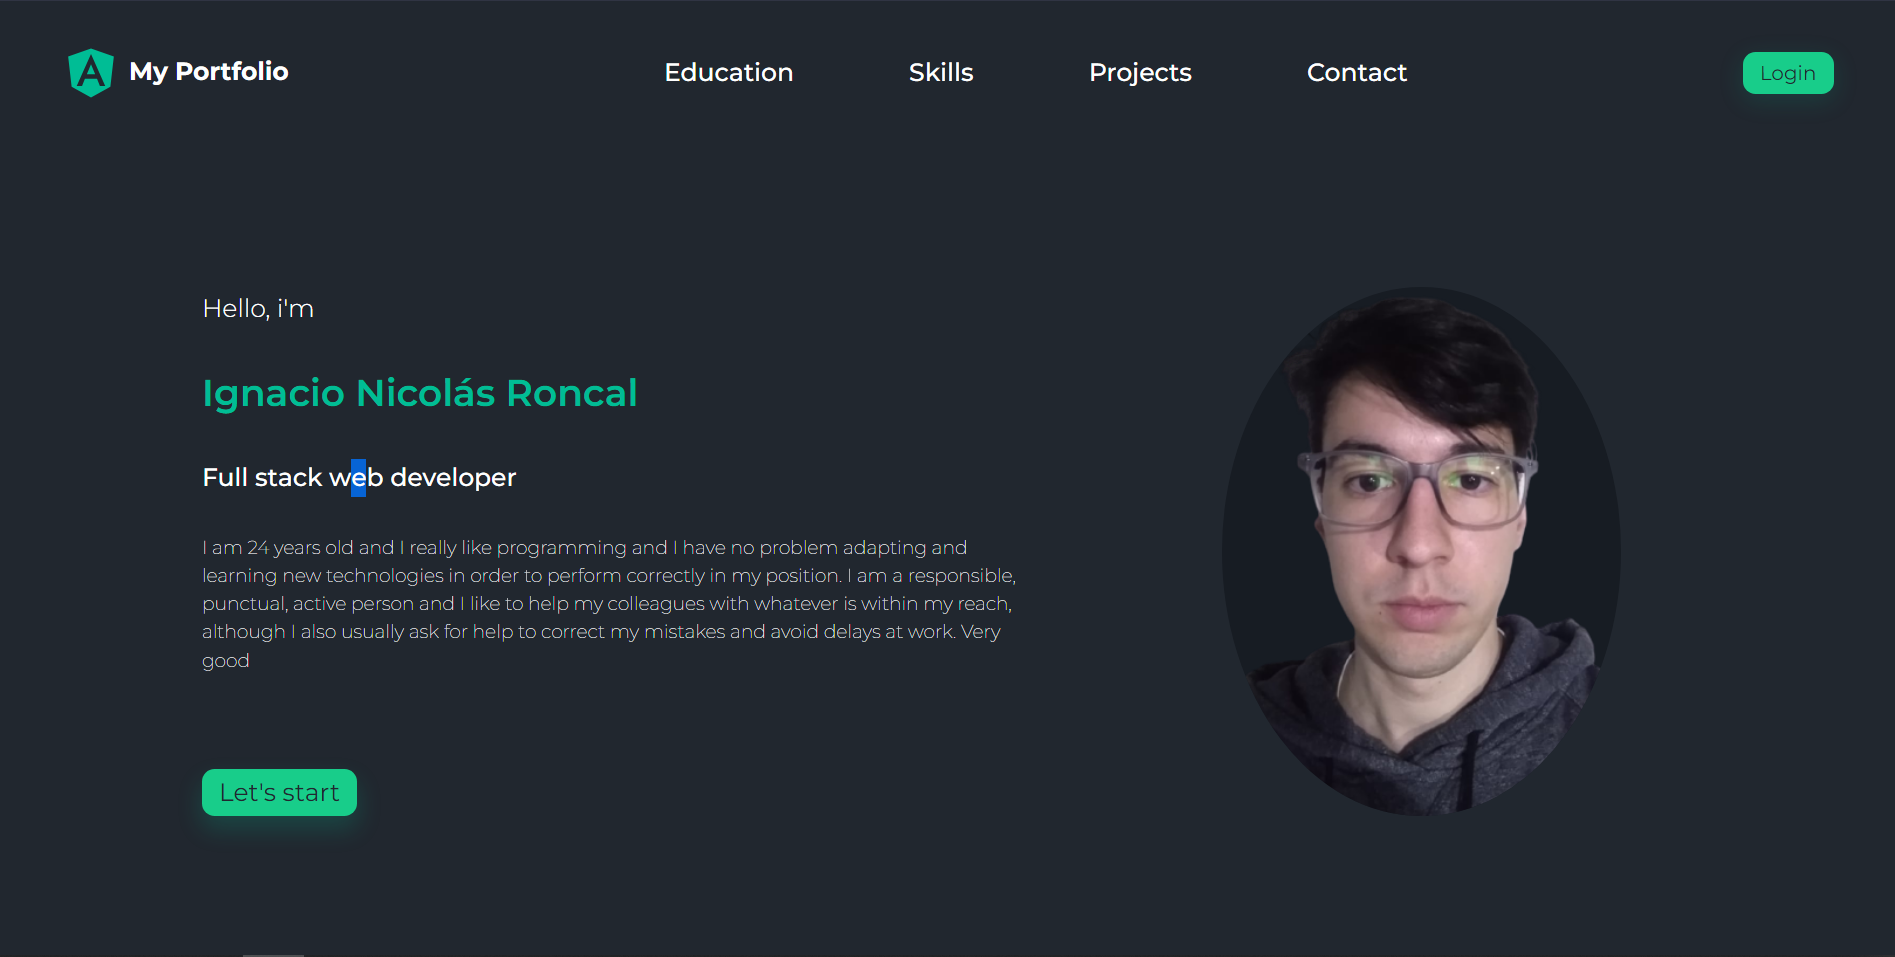 My Portfolio
Education
Skills
Projects
Contact
Login
Hello, i'm
Ignacio Nicolás Roncal
Full stack web developer
I am 24 years old and I really like programming and I have no problem adapting and
learning new technologies in order to perform correctly in my position. I am a responsible,
punctual, active person and I like to help my colleagues with whatever is within my reach,
although I also usually ask for help to correct my mistakes and avoid delays at work. Very
good
Let's start